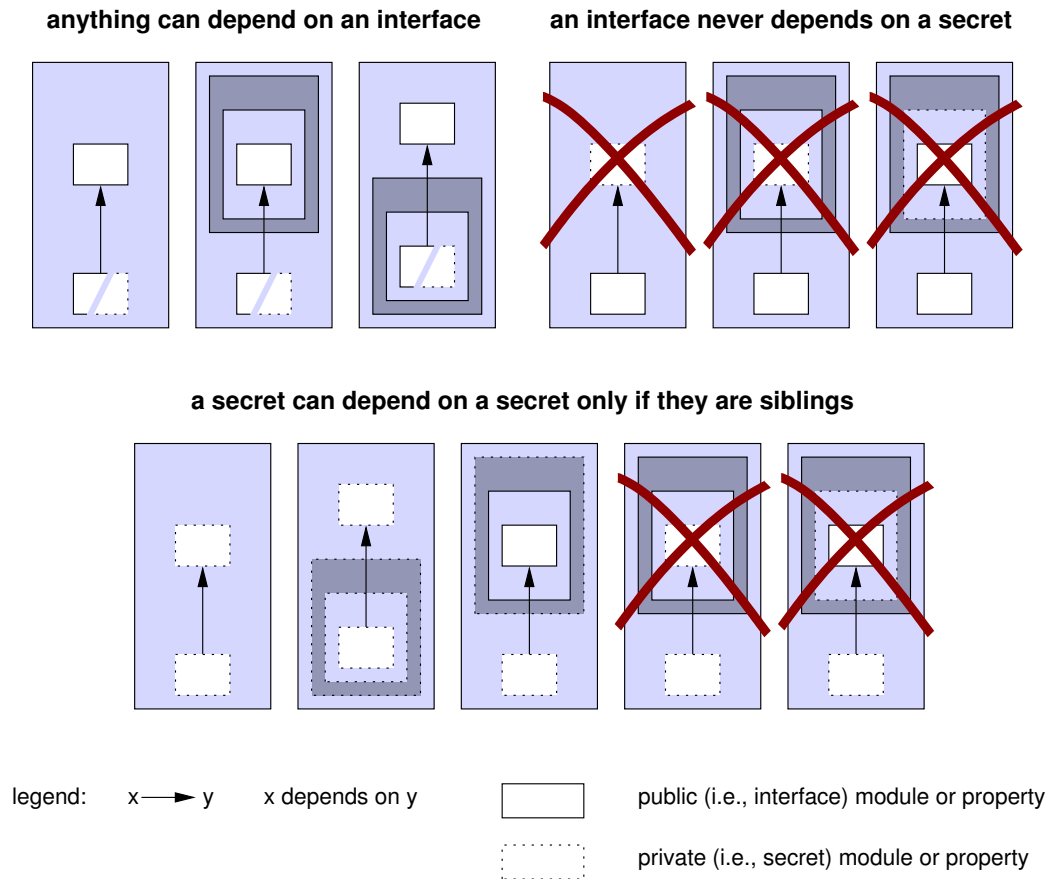 anything can depend on an interface
an interface never depends on a secret
a secret can depend on a secret only if they are siblings
legend: x y x depends on y
public (i.e., interface) module or property
private (i.e., secret) module or property